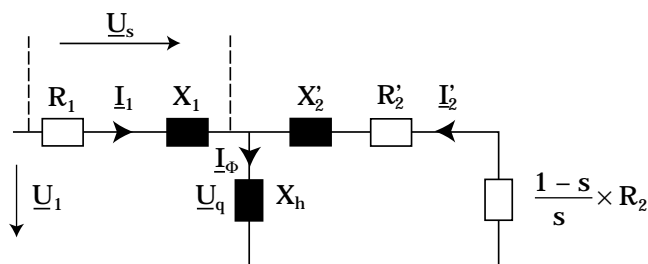 U_s
R_1
I_1
X_1
X'_2
R'_2
I'_2
I_Φ
U_1
U_q
X_h
(1 – s)/s × R_2